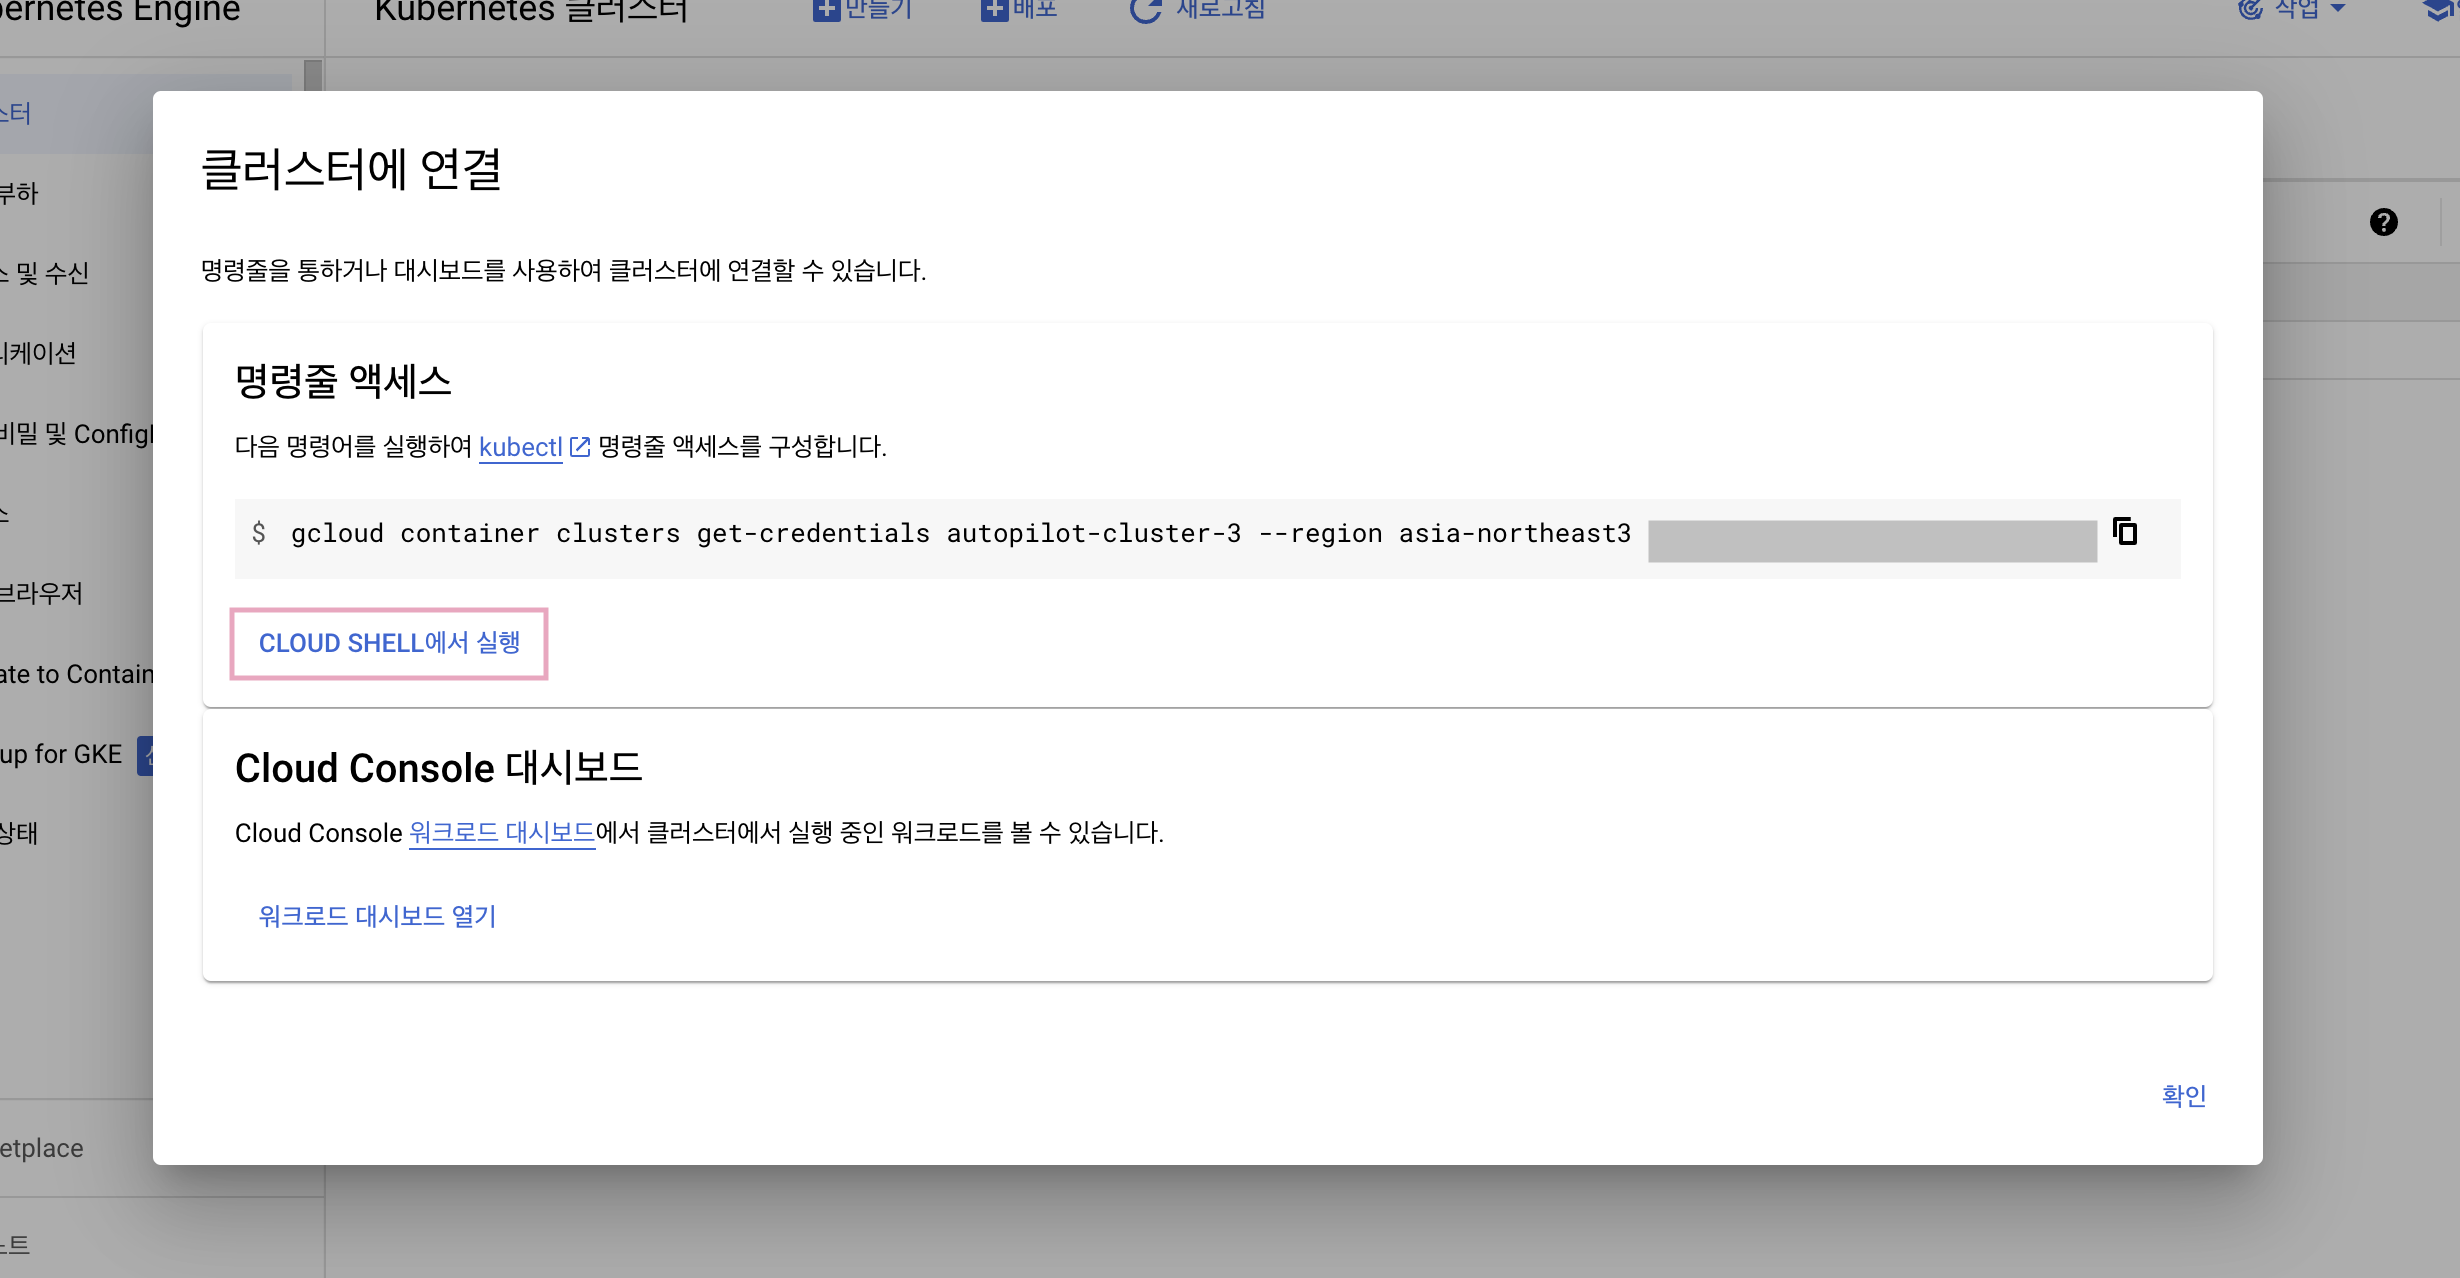 Kubernetes 클러스터
만들기
배포
새로고침
작업
클러스터에 연결
명령줄을 통하거나 대시보드를 사용하여 클러스터에 연결할 수 있습니다.
명령줄 액세스
다음 명령어를 실행하여 kubectl 명령줄 액세스를 구성합니다.
$ gcloud container clusters get-credentials autopilot-cluster-3 --region asia-northeast3
CLOUD SHELL에서 실행
Cloud Console 대시보드
Cloud Console 워크로드 대시보드에서 클러스터에서 실행 중인 워크로드를 볼 수 있습니다.
워크로드 대시보드 열기
확인
ernetes Engine
스터
부하
및 수신
케이션
비밀 및 Config
브라우저
ate to Contain
up for GKE
상태
etplace
노트